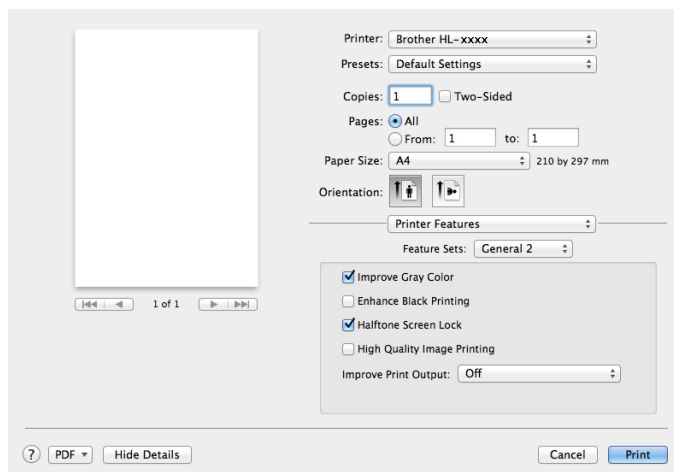 Printer: Brother HL-xxxx
Presets: Default Settings
Copies: 1 Two-Sided
Pages: All
From: 1 to: 1
Paper Size: A4 210 by 297 mm
Orientation:
Printer Features
Feature Sets: General 2
Improve Gray Color
1 of 1
Enhance Black Printing
Halftone Screen Lock
High Quality Image Printing
Improve Print Output: Off
? PDF Hide Details Cancel Print